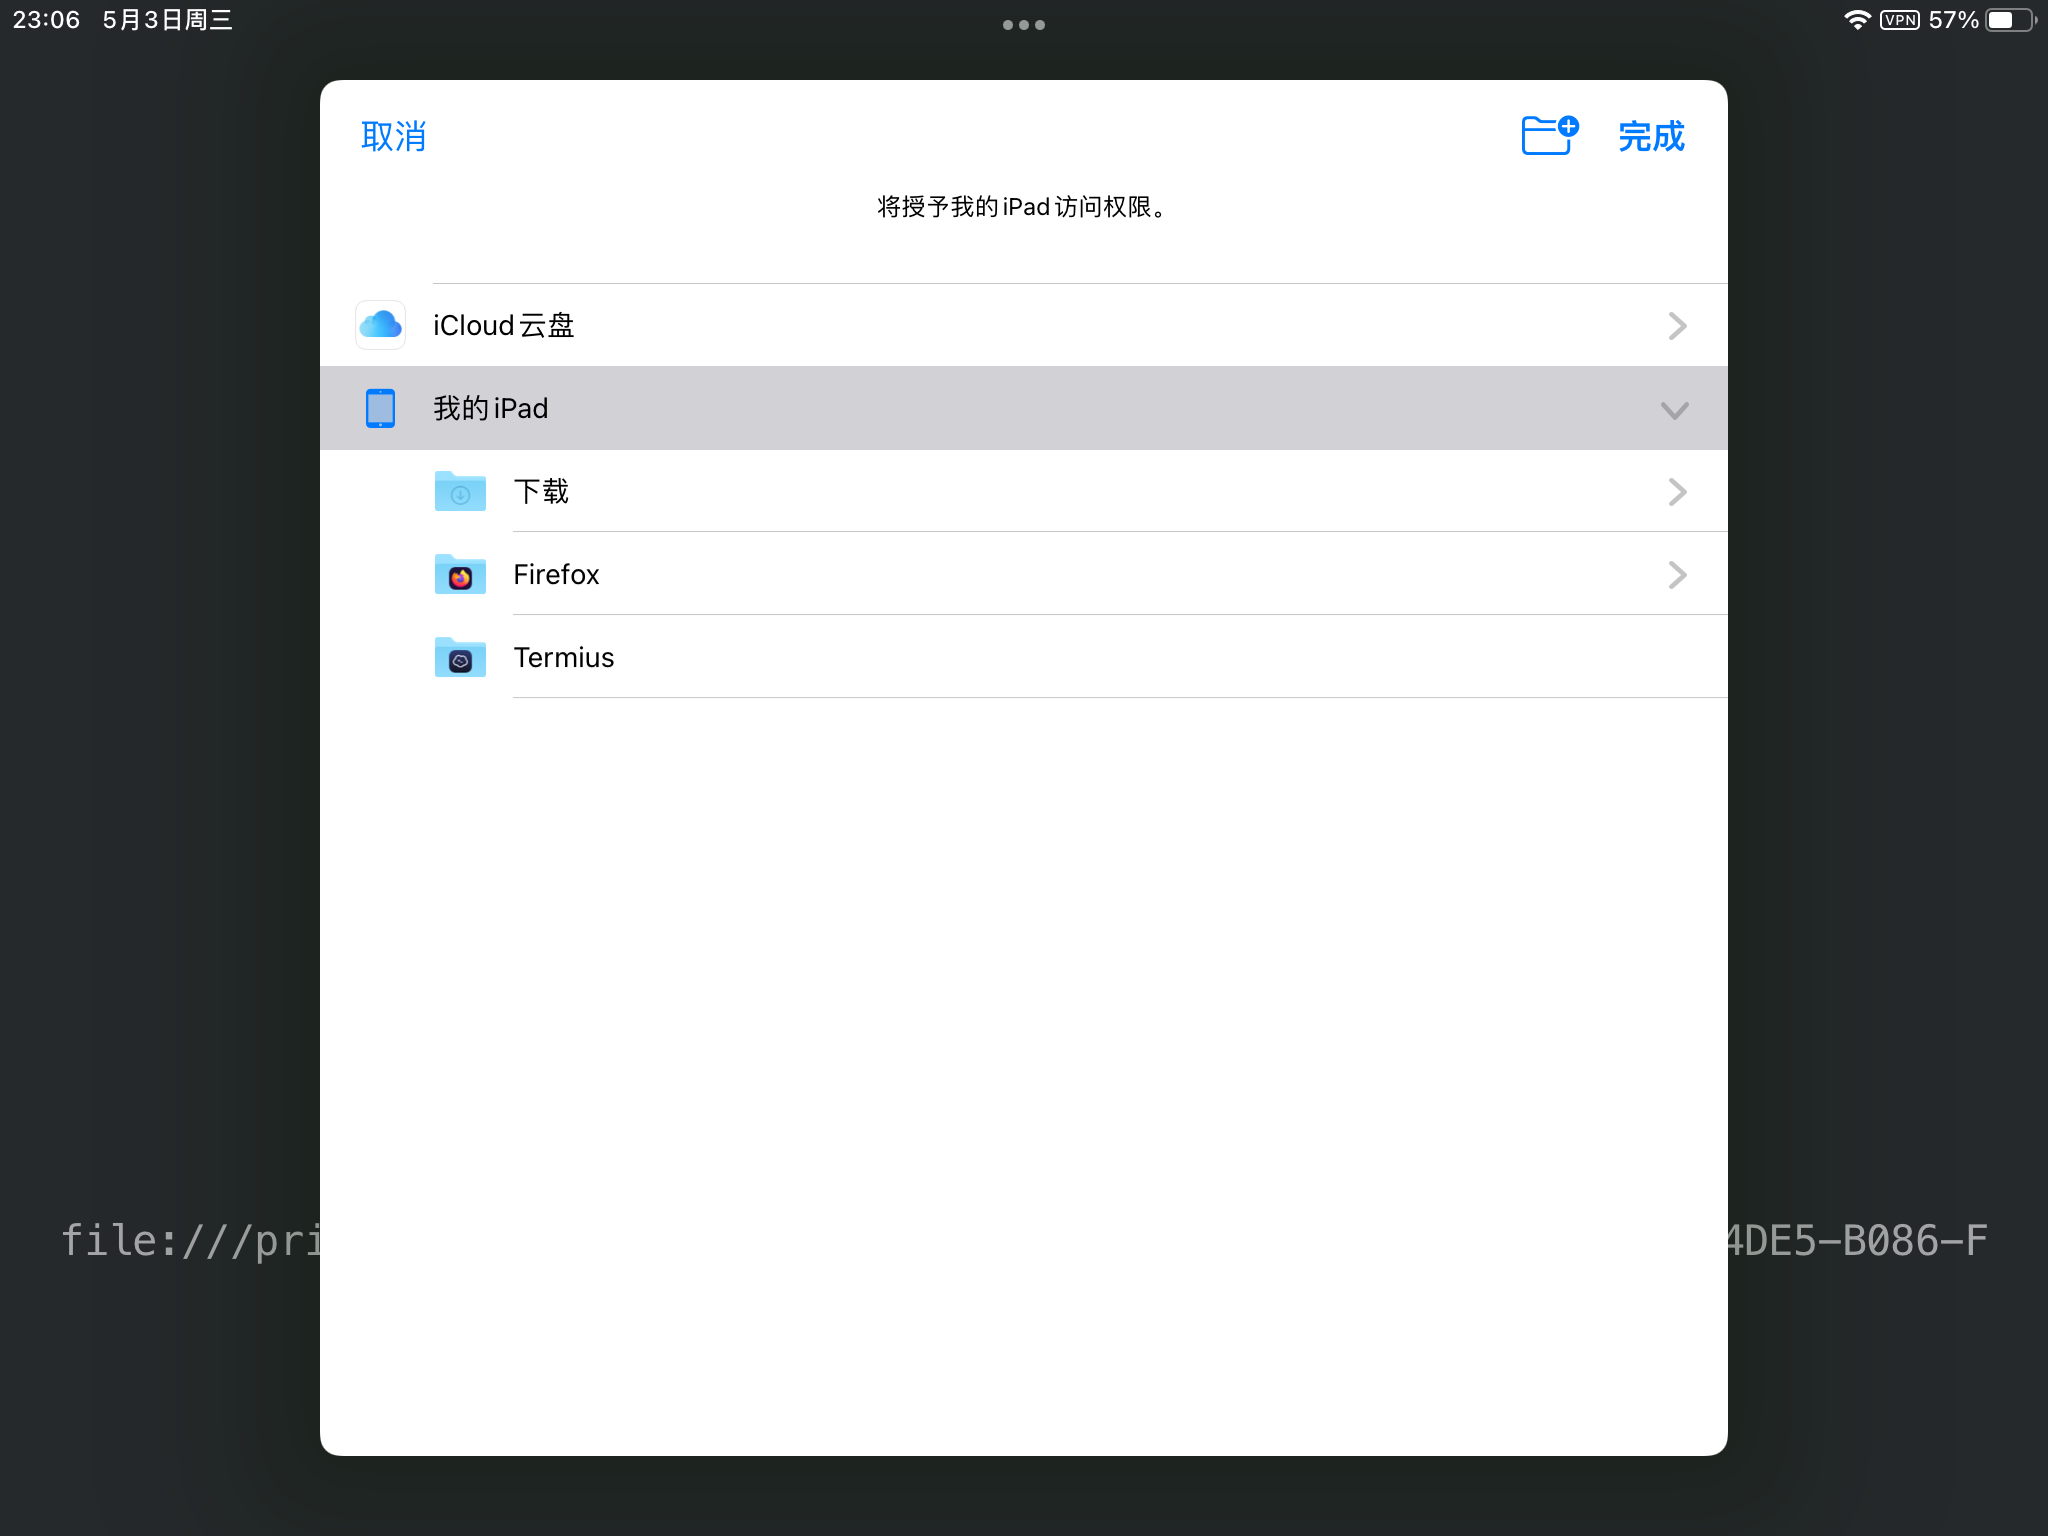 23:06 5月3日周三
VPN 57%
取消
完成
将授予我的iPad访问权限。
iCloud云盘
我的iPad
下载
Firefox
Termius
file:///pri
4DE5-B086-F